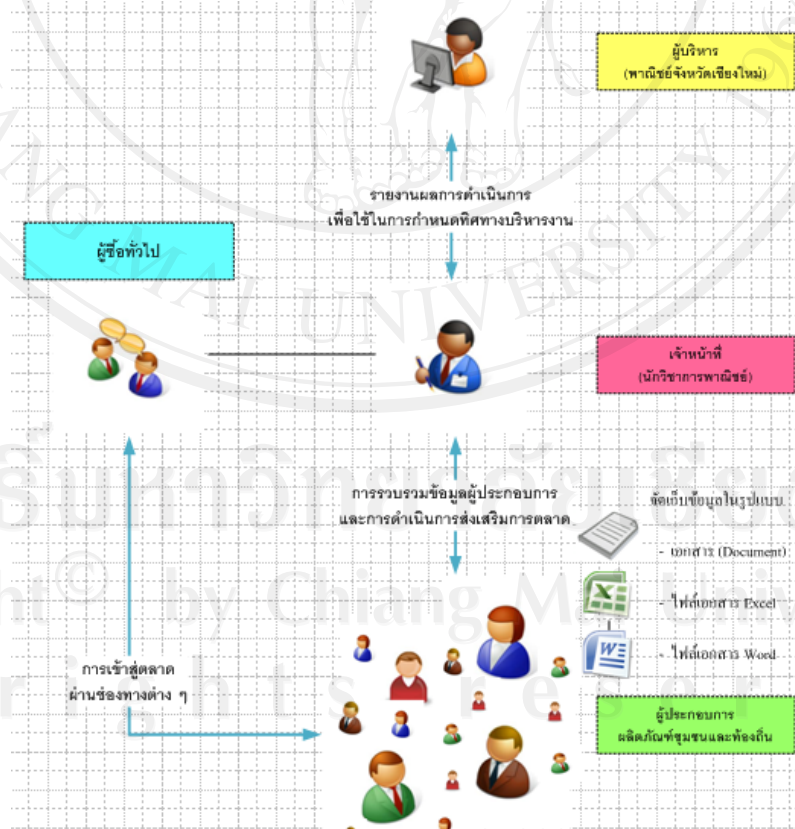 ผู้บริหาร
(พาณิชย์จังหวัดเชียงใหม่)
รายงานผลการดำเนินการ
เพื่อใช้ในการกำหนดทิศทางบริหารงาน
ผู้ซื้อทั่วไป
เจ้าหน้าที่
(นักวิชาการพาณิชย์)
การรวบรวมข้อมูลผู้ประกอบการ
และการดำเนินการส่งเสริมการตลาด
จัดเก็บข้อมูลในรูปแบบ
- เอกสาร (Document)
- ไฟล์เอกสาร Excel
- ไฟล์เอกสาร Word
การเข้าสู่ตลาด
ผ่านช่องทางต่าง ๆ
ผู้ประกอบการ
ผลิตภัณฑ์ชุมชนและท้องถิ่น
MAI UNIVERSITY 196
by Chiang Mai Univ
rights reser